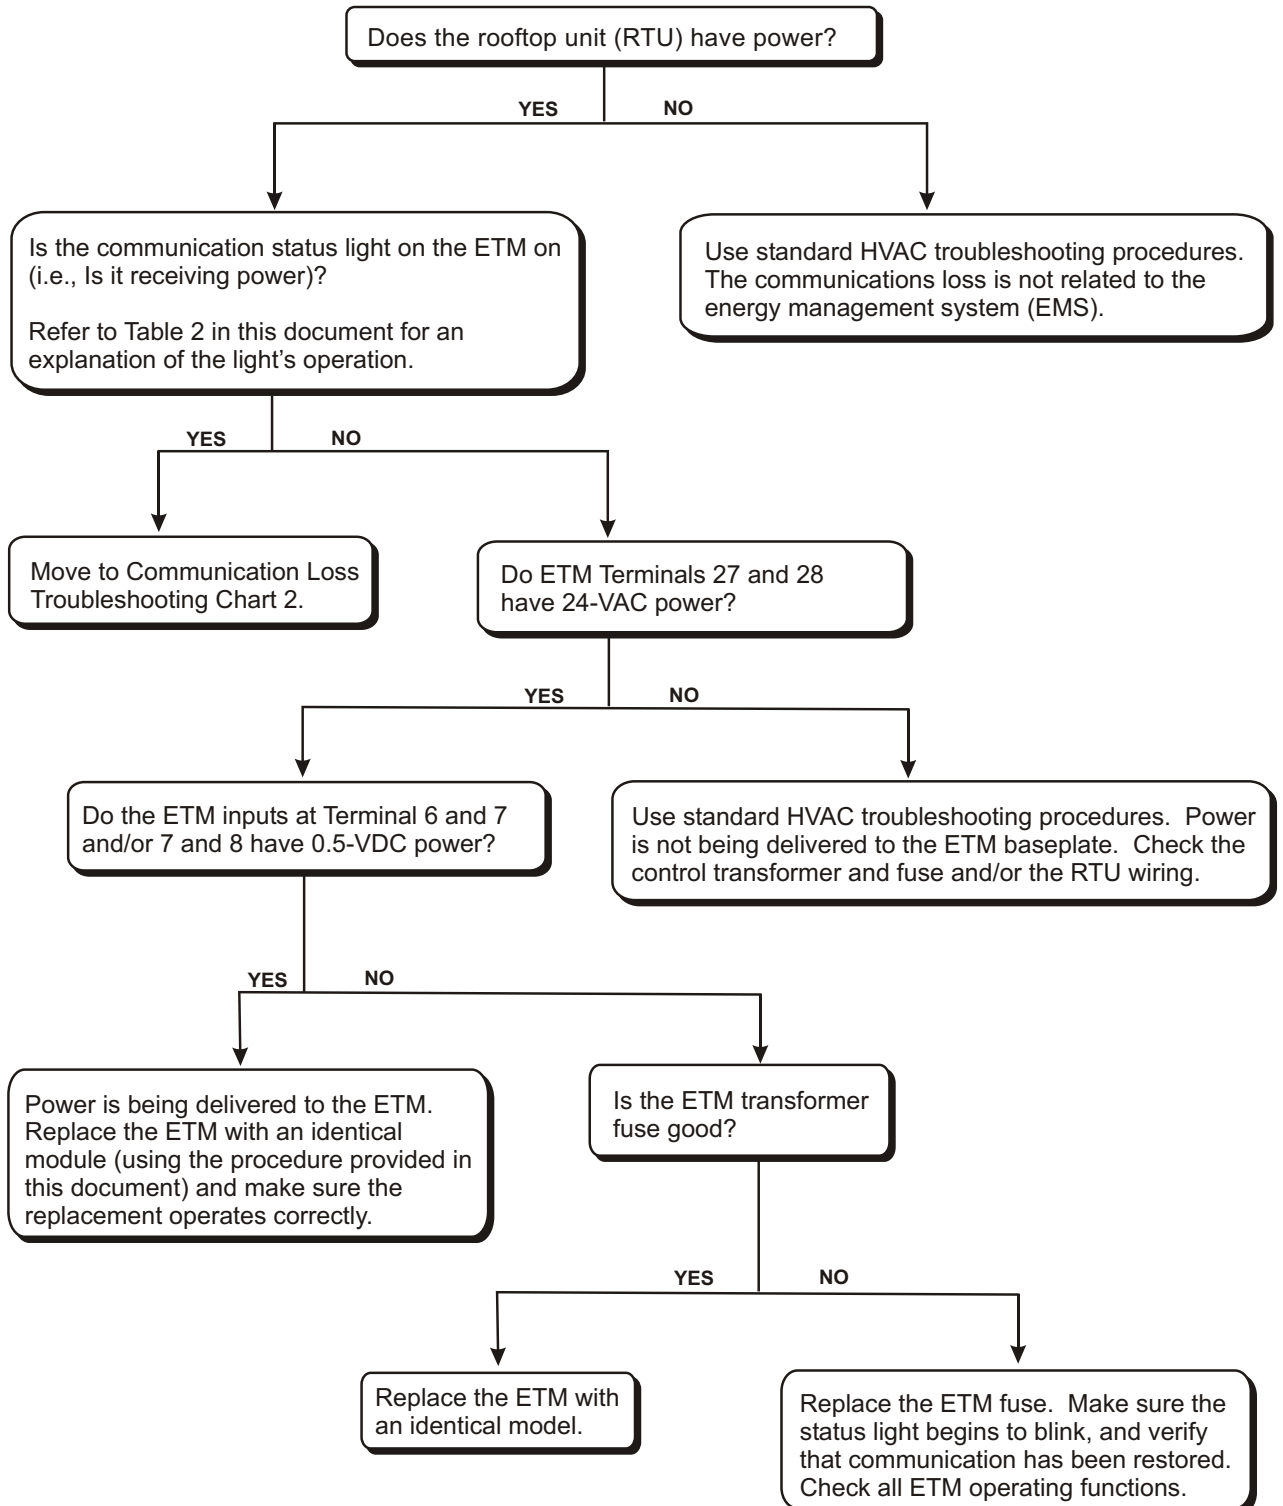 Does the rooftop unit (RTU) have power?
YES
NO
Is the communication status light on the ETM on
(i.e., Is it receiving power)?
Refer to Table 2 in this document for an
explanation of the light's operation.
Use standard HVAC troubleshooting procedures.
The communications loss is not related to the
energy management system (EMS).
YES
NO
Move to Communication Loss
Troubleshooting Chart 2.
Do ETM Terminals 27 and 28
have 24-VAC power?
YES
NO
Do the ETM inputs at Terminal 6 and 7
and/or 7 and 8 have 0.5-VDC power?
Use standard HVAC troubleshooting procedures.  Power
is not being delivered to the ETM baseplate.  Check the
control transformer and fuse and/or the RTU wiring.
YES
NO
Power is being delivered to the ETM.
Replace the ETM with an identical
module (using the procedure provided in
this document) and make sure the
replacement operates correctly.
Is the ETM transformer
fuse good?
YES
NO
Replace the ETM with
an identical model.
Replace the ETM fuse.  Make sure the
status light begins to blink, and verify
that communication has been restored.
Check all ETM operating functions.